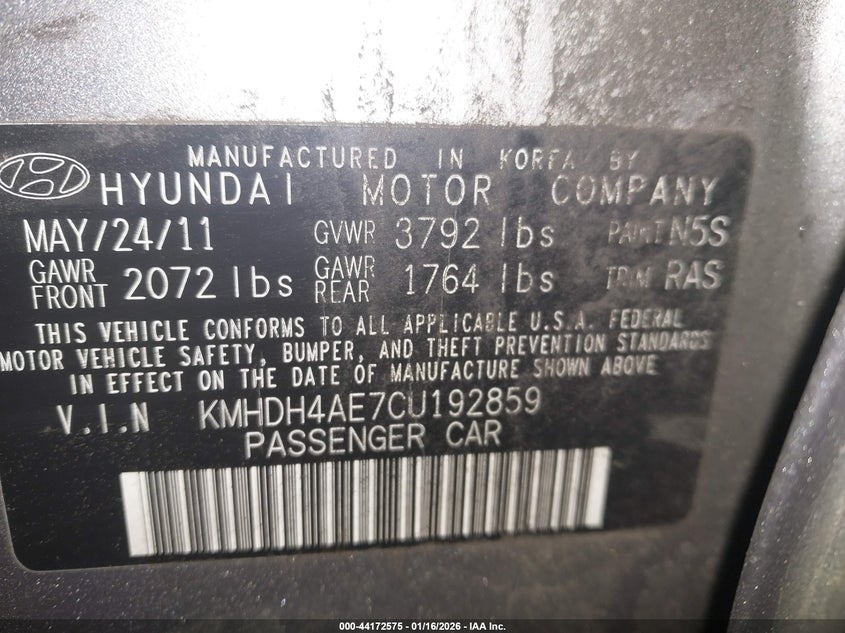 MANUFACTURED IN KOREA BY
HYUNDAI MOTOR COMPANY
MAY/24/11 GVWR 3792 lbs PAINT N5S
GAWR FRONT 2072 lbs GAWR REAR 1764 lbs TRIM RAS
THIS VEHICLE CONFORMS TO ALL APPLICABLE U.S.A. FEDERAL
MOTOR VEHICLE SAFETY, BUMPER, AND THEFT PREVENTION STANDARDS
IN EFFECT ON THE DATE OF MANUFACTURE SHOWN ABOVE
V.I.N KMHDH4AE7CU192859
PASSENGER CAR
000-44172575 - 01/16/2026 - IAA Inc.